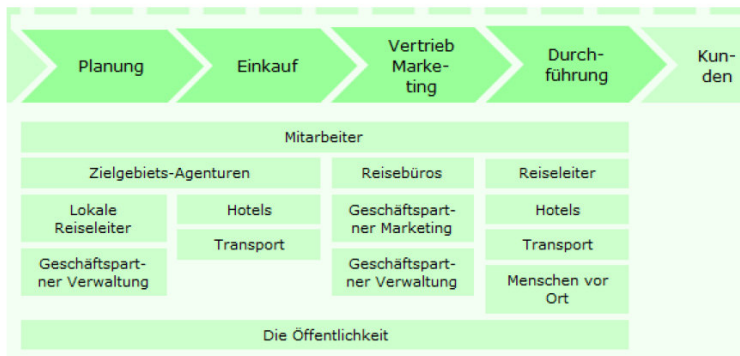 Planung
Einkauf
Vertrieb
Marke-
ting
Durch-
führung
Kun-
den
Mitarbeiter
Zielgebiets-Agenturen
Reisebüros
Reiseleiter
Lokale
Reiseleiter
Hotels
Geschäftspart-
ner Marketing
Hotels
Transport
Transport
Geschäftspart-
ner Verwaltung
Geschäftspart-
ner Verwaltung
Menschen vor
Ort
Die Öffentlichkeit